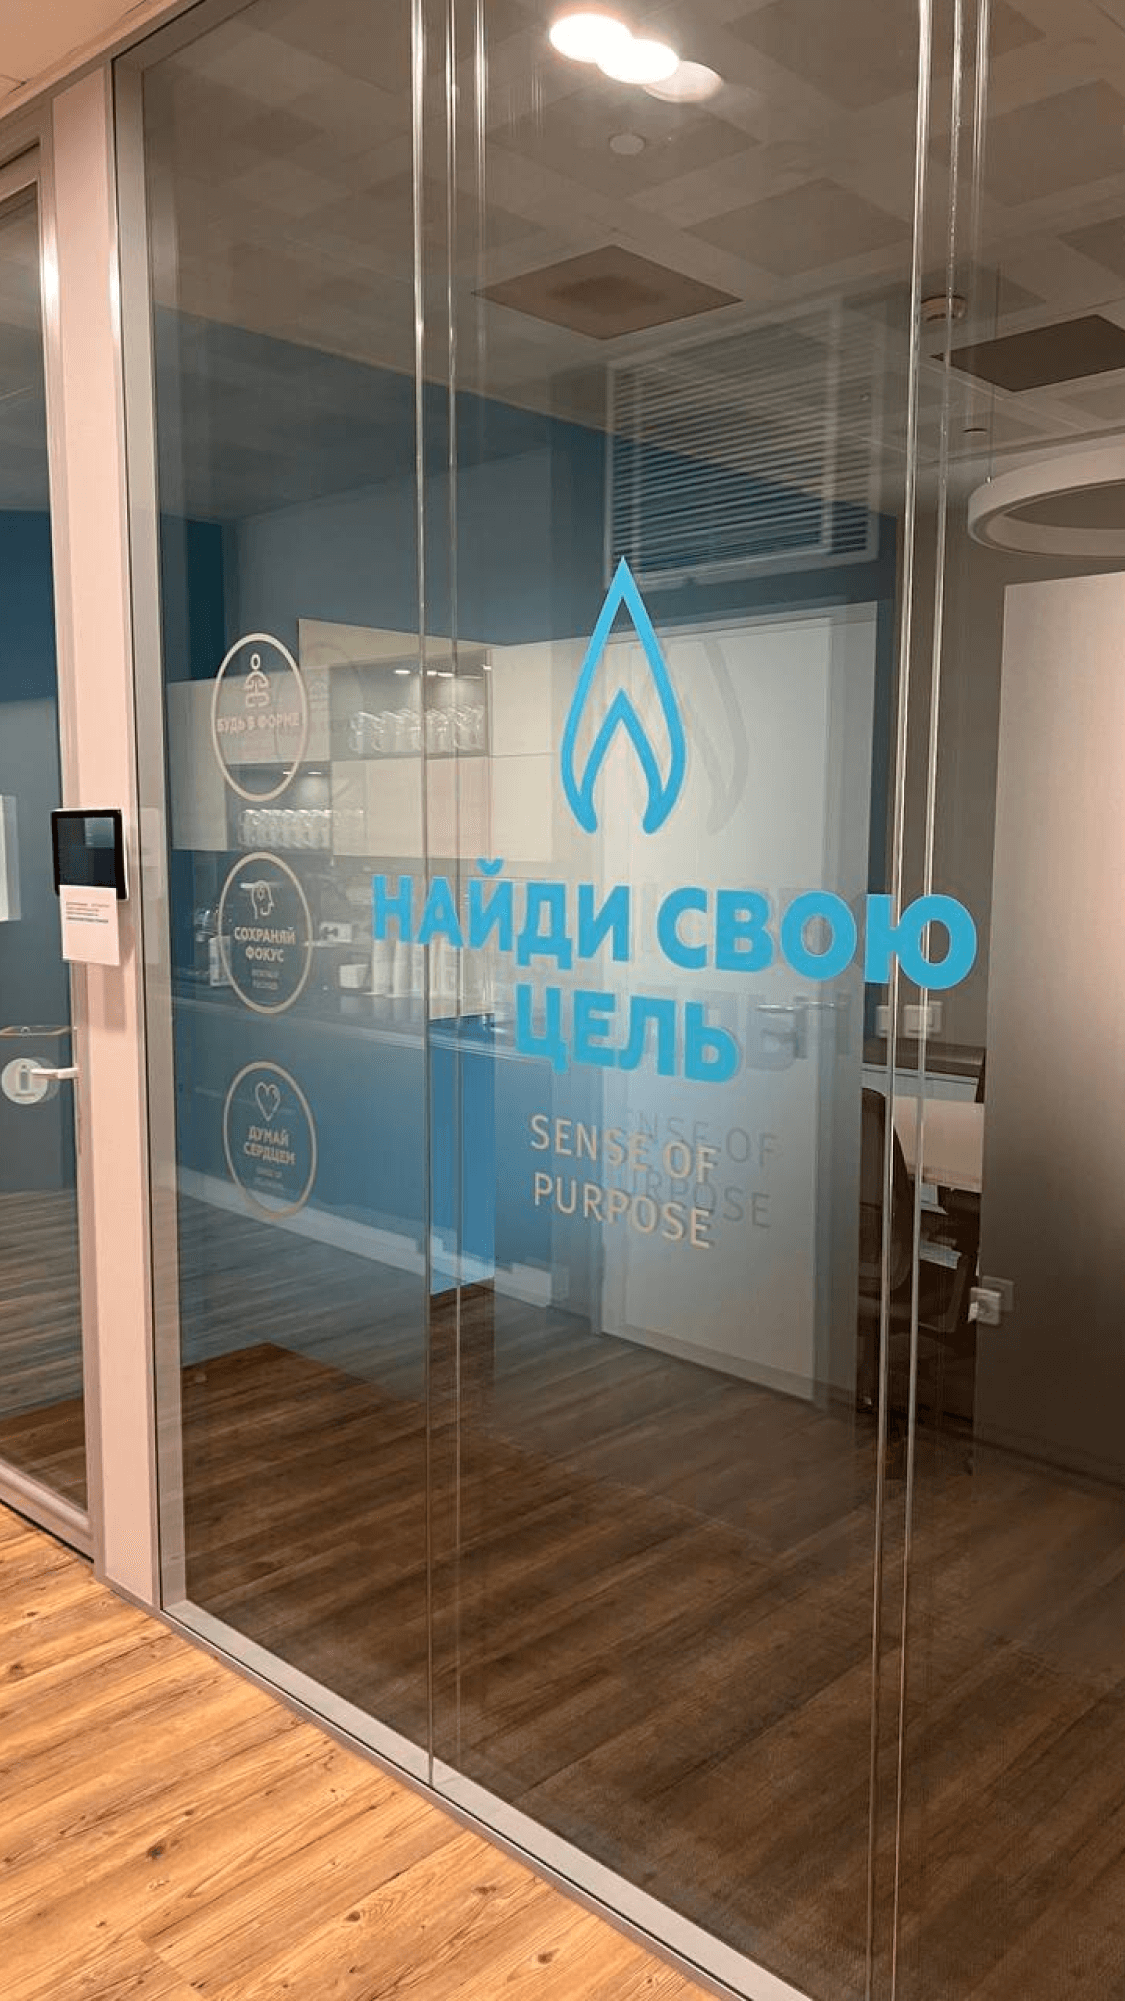 БУДЬ В ФОРМЕ
СОХРАНЯЙ
ФОКУС
ДУМАЙ
СЕРДЦЕМ
НАЙДИ СВОЮ
ЦЕЛЬ
SENSE OF
PURPOSE